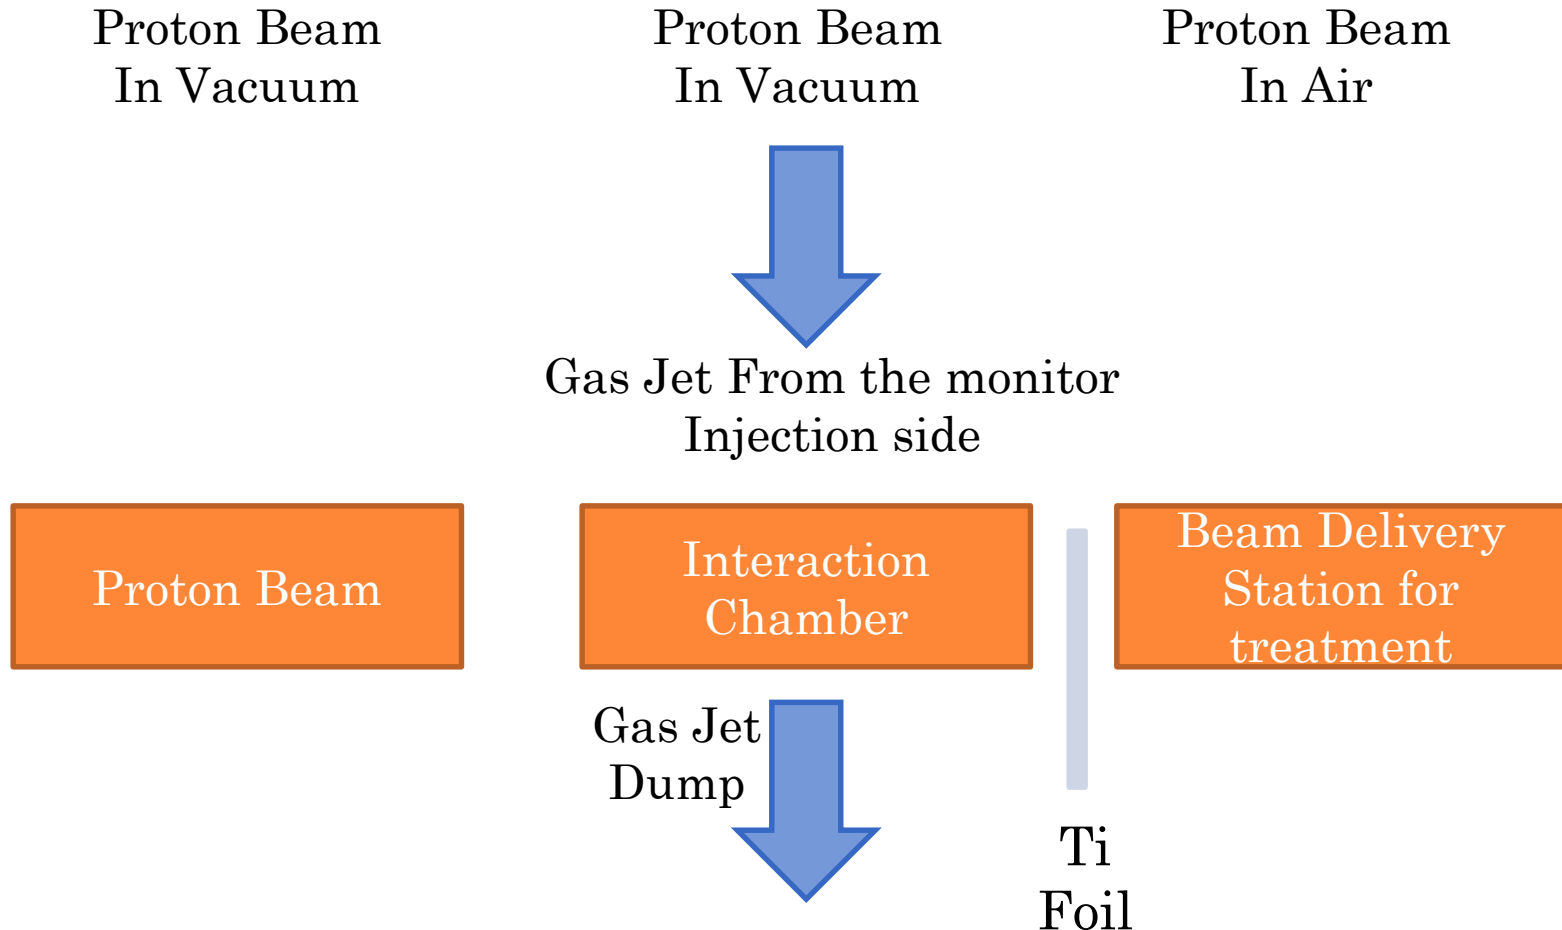 Proton Beam
In Vacuum
Proton Beam
In Vacuum
Proton Beam
In Air
Gas Jet From the monitor
Injection side
Proton Beam
Interaction
Chamber
Beam Delivery
Station for
treatment
Gas Jet
Dump
Ti
Foil